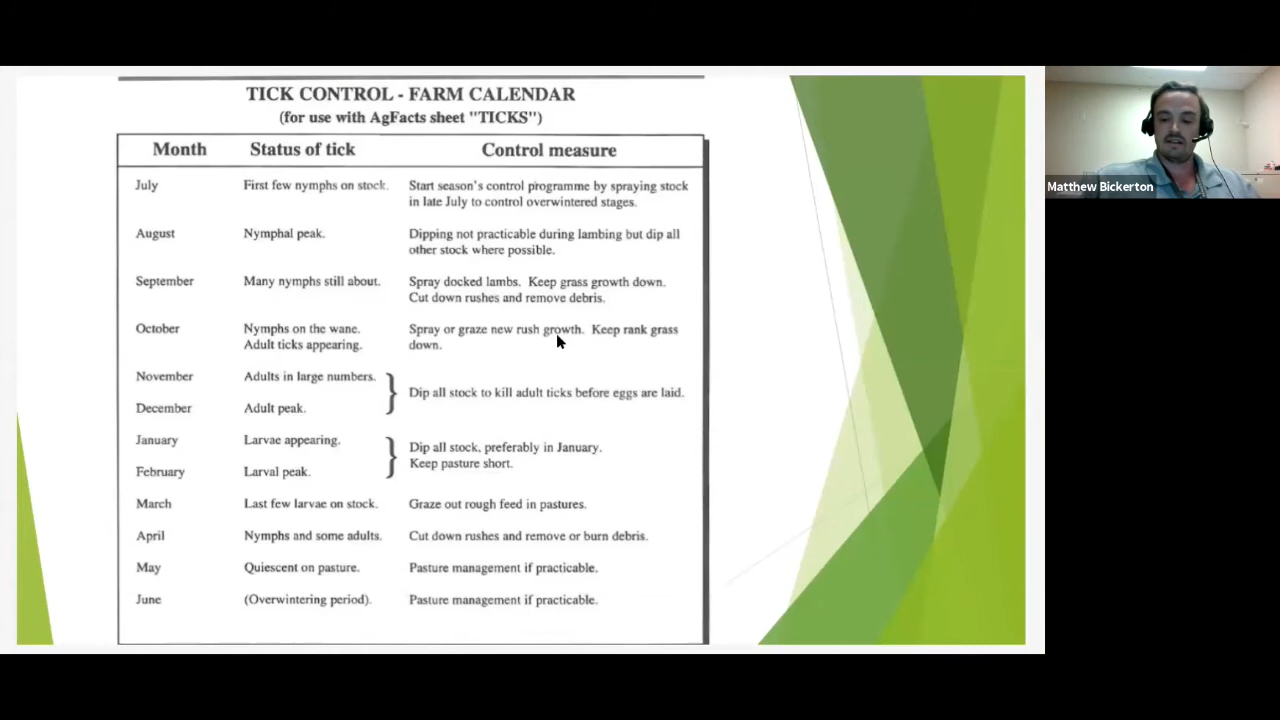 TICK CONTROL - FARM CALENDAR
(for use with AgFacts sheet "TICKS")
Month Status of tick Control measure
July First few nymphs on stock. Start season's control programme by spraying stock
in late July to control overwintered stages.
August Nymphal peak. Dipping not practicable during lambing but dip all
other stock where possible.
September Many nymphs still about. Spray docked lambs. Keep grass growth down.
Cut down rushes and remove debris.
October Nymphs on the wane. Spray or graze new rush growth. Keep rank grass
Adult ticks appearing. down.
November Adults in large numbers.
Dip all stock to kill adult ticks before eggs are laid.
December Adult peak.
January Larvae appearing.
Dip all stock, preferably in January.
Keep pasture short.
February Larval peak.
March Last few larvae on stock. Graze out rough feed in pastures.
April Nymphs and some adults. Cut down rushes and remove or burn debris.
May Quiescent on pasture. Pasture management if practicable.
June (Overwintering period). Pasture management if practicable.
Matthew Bickerton